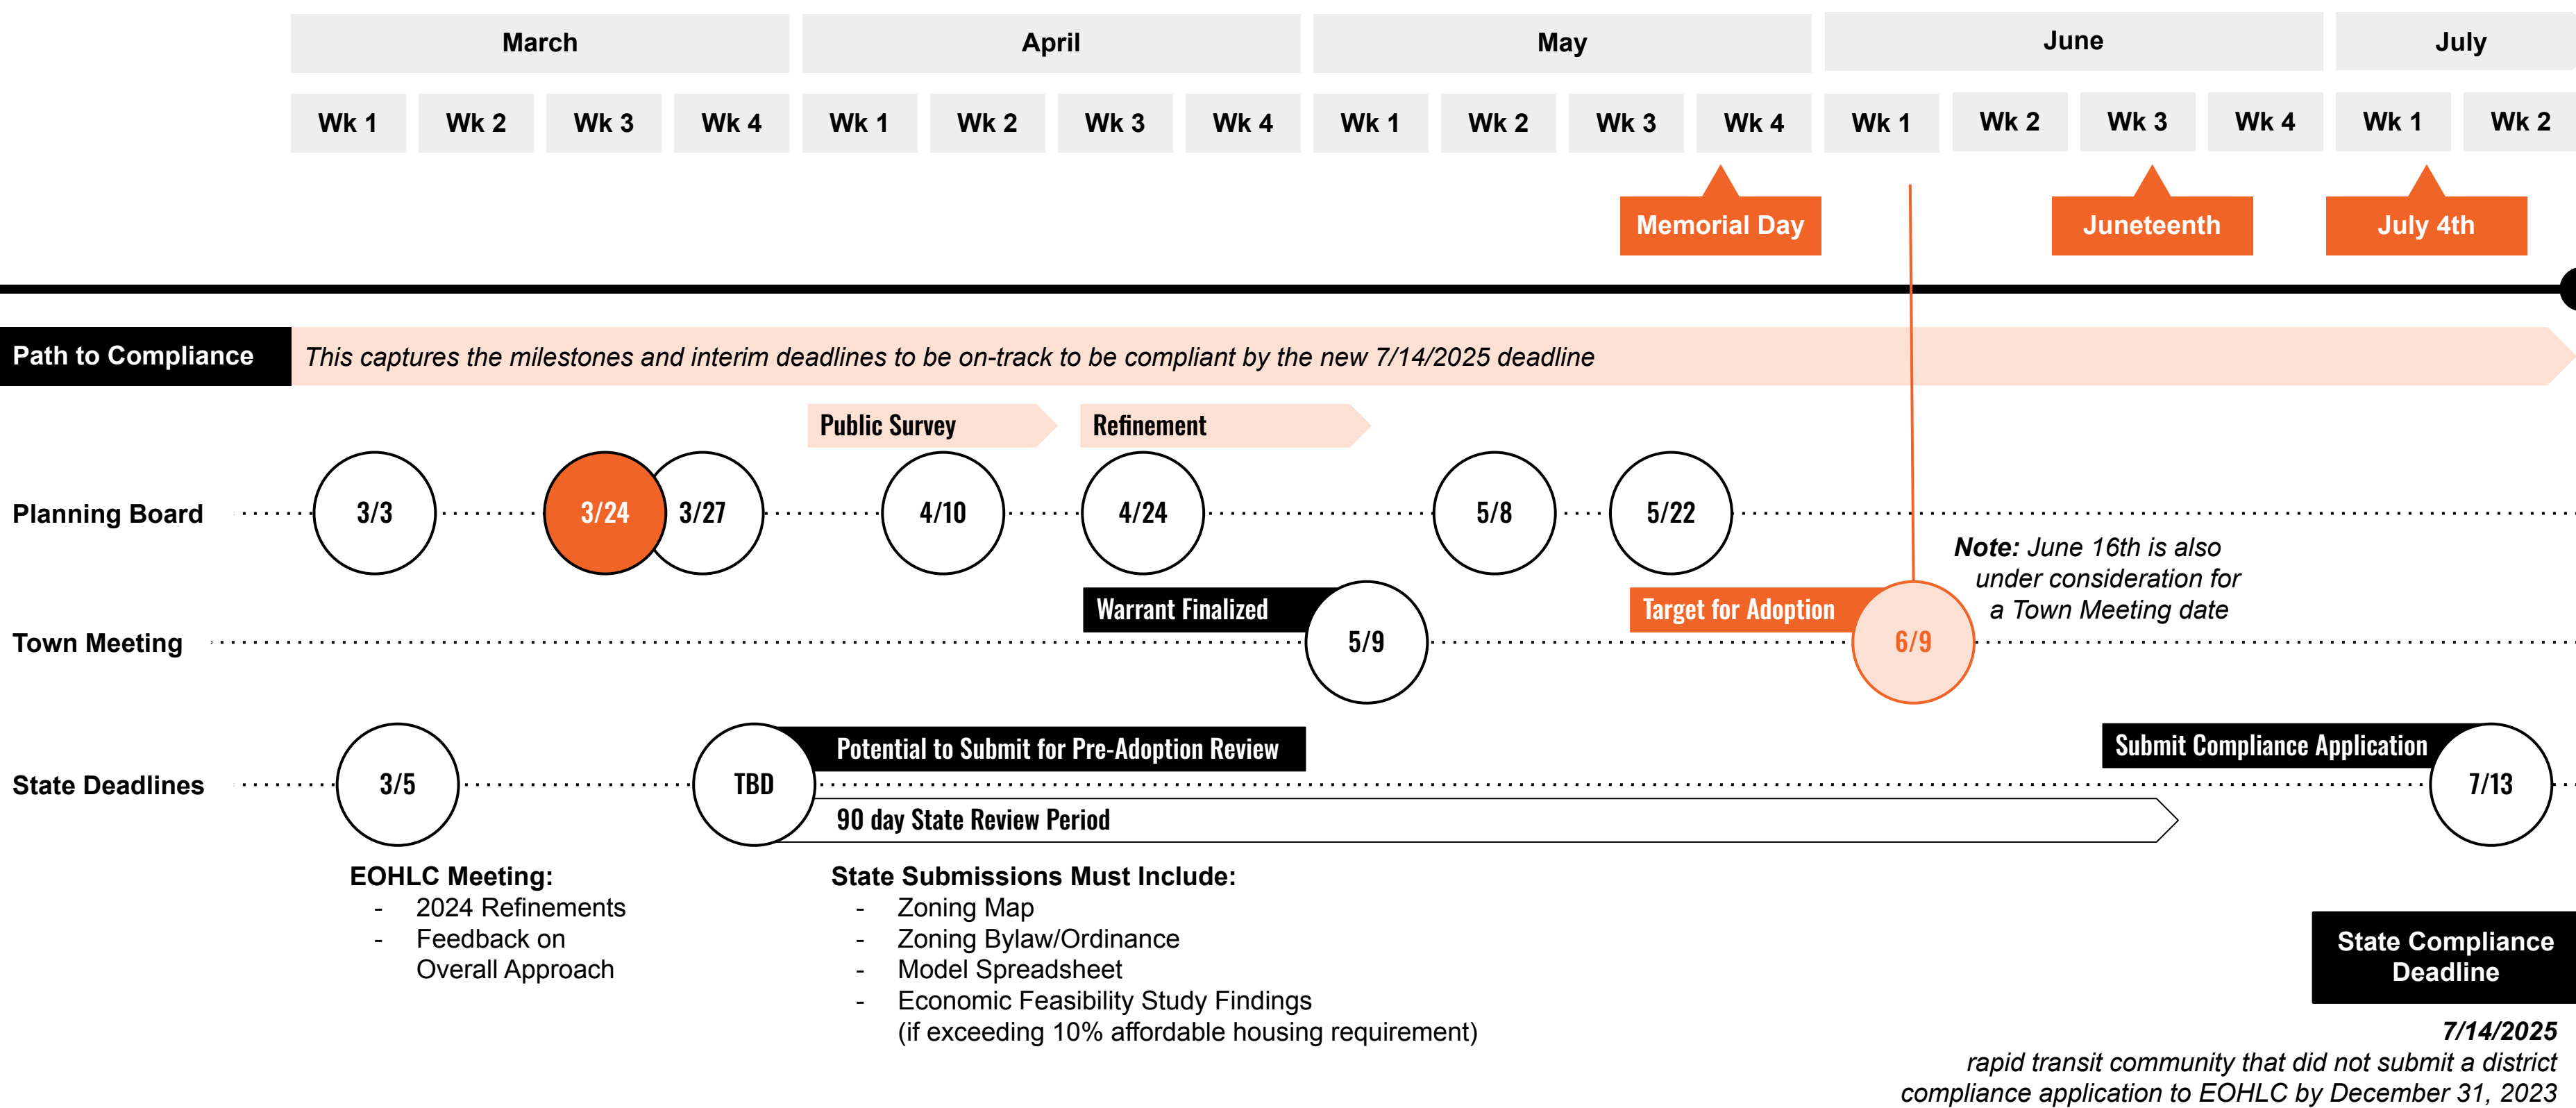 March April May June July
Wk 1 Wk 2 Wk 3 Wk 4 Wk 1 Wk 2 Wk 3 Wk 4 Wk 1 Wk 2 Wk 3 Wk 4 Wk 1 Wk 2 Wk 3 Wk 4 Wk 1 Wk 2
Memorial Day Juneteenth July 4th
Path to Compliance This captures the milestones and interim deadlines to be on-track to be compliant by the new 7/14/2025 deadline
Public Survey Refinement
Planning Board 3/3 3/24 3/27 4/10 4/24 5/8 5/22
Note: June 16th is also
under consideration for
a Town Meeting date
Warrant Finalized Target for Adoption
Town Meeting 5/9 6/9
Potential to Submit for Pre-Adoption Review Submit Compliance Application
State Deadlines 3/5 TBD 7/13
90 day State Review Period
EOHLC Meeting:
- 2024 Refinements
- Feedback on
Overall Approach
State Submissions Must Include:
- Zoning Map
- Zoning Bylaw/Ordinance
- Model Spreadsheet
- Economic Feasibility Study Findings
(if exceeding 10% affordable housing requirement)
State Compliance
Deadline
7/14/2025
rapid transit community that did not submit a district
compliance application to EOHLC by December 31, 2023